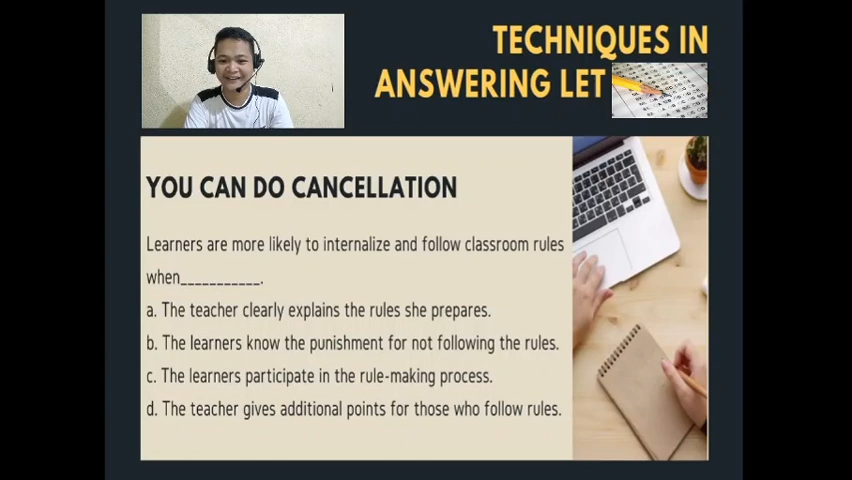 TECHNIQUES IN
ANSWERING LET
YOU CAN DO CANCELLATION
Learners are more likely to internalize and follow classroom rules
when___________.
a. The teacher clearly explains the rules she prepares.
b. The learners know the punishment for not following the rules.
c. The learners participate in the rule-making process.
d. The teacher gives additional points for those who follow rules.